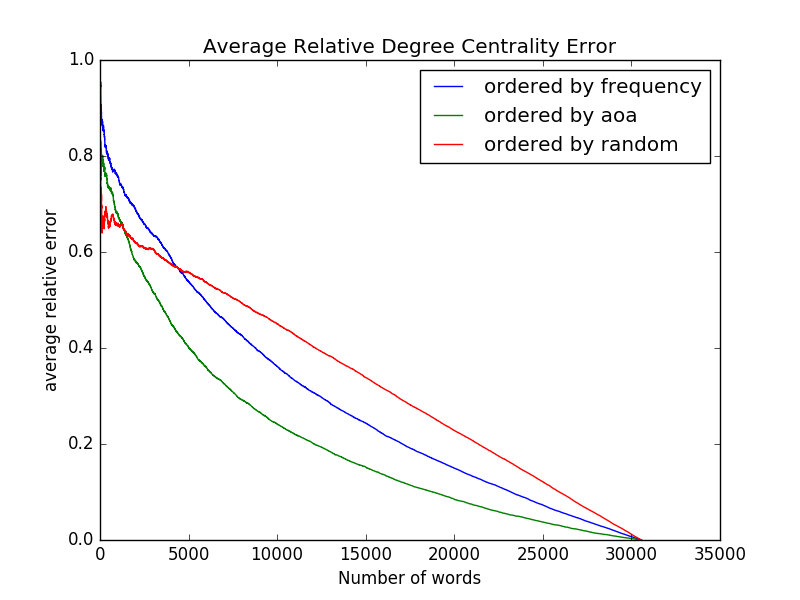 Average Relative Degree Centrality Error
1.0
0.8
0.6
0.4
0.2
0.0
average relative error
ordered by frequency
ordered by aoa
ordered by random
0 5000 10000 15000 20000 25000 30000 35000
Number of words